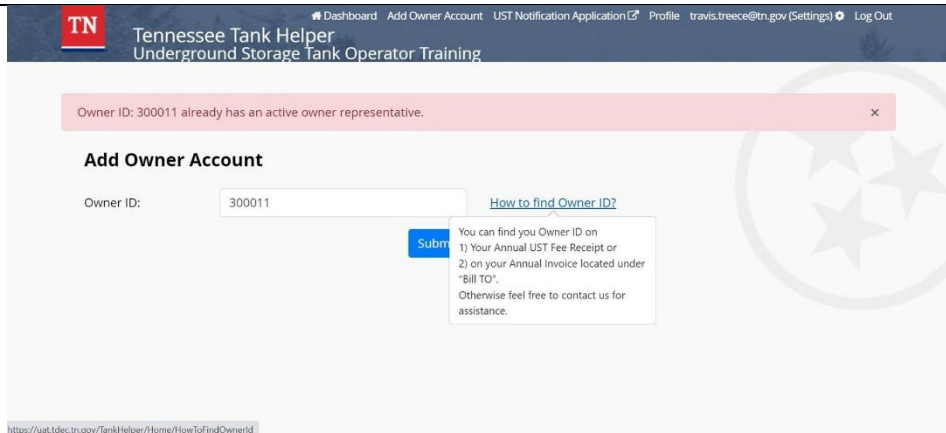 TN
Dashboard Add Owner Account UST Notification Application Profile travis.treece@tn.gov (Settings) Log Out
Tennessee Tank Helper
Underground Storage Tank Operator Training
Owner ID: 300011 already has an active owner representative. ×
Add Owner Account
Owner ID: 300011 How to find Owner ID?
Subm
You can find you Owner ID on
1) Your Annual UST Fee Receipt or
2) on your Annual Invoice located under
"Bill TO".
Otherwise feel free to contact us for
assistance.
https://uat.tdec.tn.gov/TankHelper/Home/HowToFindOwnerId